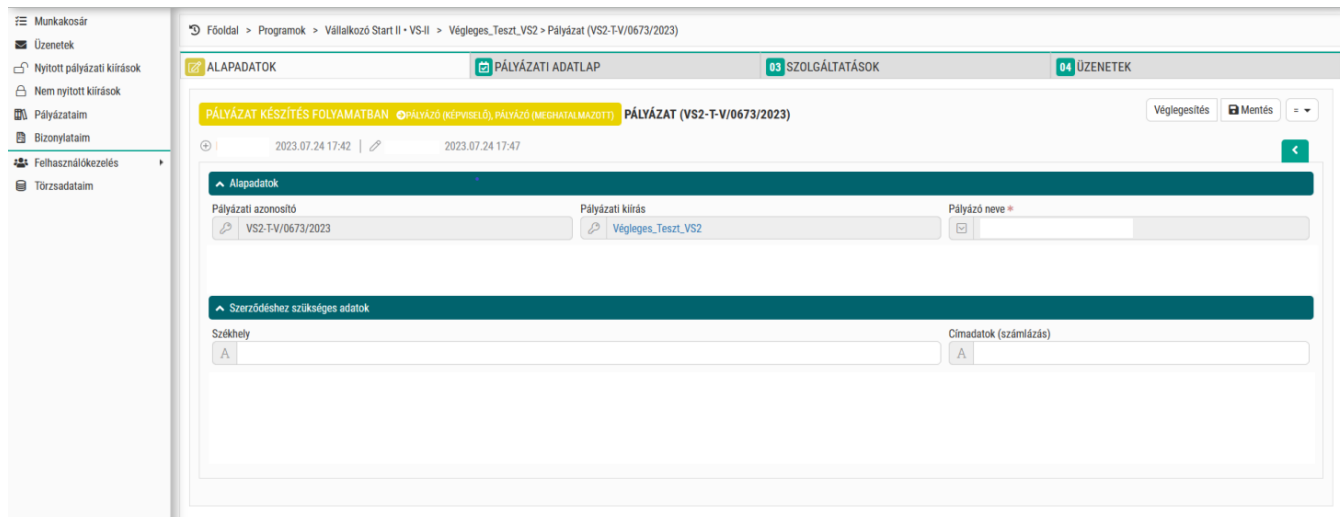 Munkakosár
Üzenetek
Nyitott pályázati kiírások
Nem nyitott kiírások
Pályázataim
Bizonylataim
Felhasználókezelés
Törzsadataim
Főoldal > Programok > Vállalkozó Start II • VS-II > Végleges_Teszt_VS2 > Pályázat (VS2-T-V/0673/2023)
ALAPADATOK PÁLYÁZATI ADATLAP 03 SZOLGÁLTATÁSOK 04 ÜZENETEK
PÁLYÁZAT KÉSZÍTÉS FOLYAMATBAN PÁLYÁZÓ (KÉPVISELŐ), PÁLYÁZÓ (MEGHATALMAZOTT) PÁLYÁZAT (VS2-T-V/0673/2023) Véglegesítés Mentés
2023.07.24 17:42 | 2023.07.24 17:47
Alapadatok
Pályázati azonosító Pályázati kiírás Pályázó neve *
VS2-T-V/0673/2023 Végleges_Teszt_VS2
Szerződéshez szükséges adatok
Székhely Címadatok (számlázás)
A A